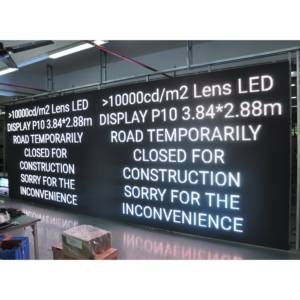 >10000cd/m2 Lens LED
DISPLAY P10 3.84*2.88m
ROAD TEMPORARILY
CLOSED FOR
CONSTRUCTION
SORRY FOR THE
INCONVENIENCE
>10000cd/m2 Lens LED
DISPLAY P10 3.84*2.88m
ROAD TEMPORARILY
CLOSED FOR
CONSTRUCTION
SORRY FOR THE
INCONVENIENCE